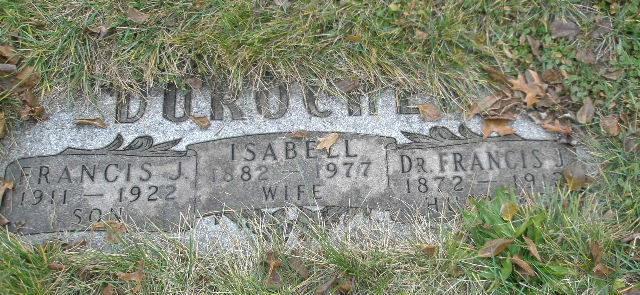 DUROCHE
FRANCIS J.
1911 — 1922
SON
ISABELL
1882 — 1977
WIFE
DR. FRANCIS J.
1872 —